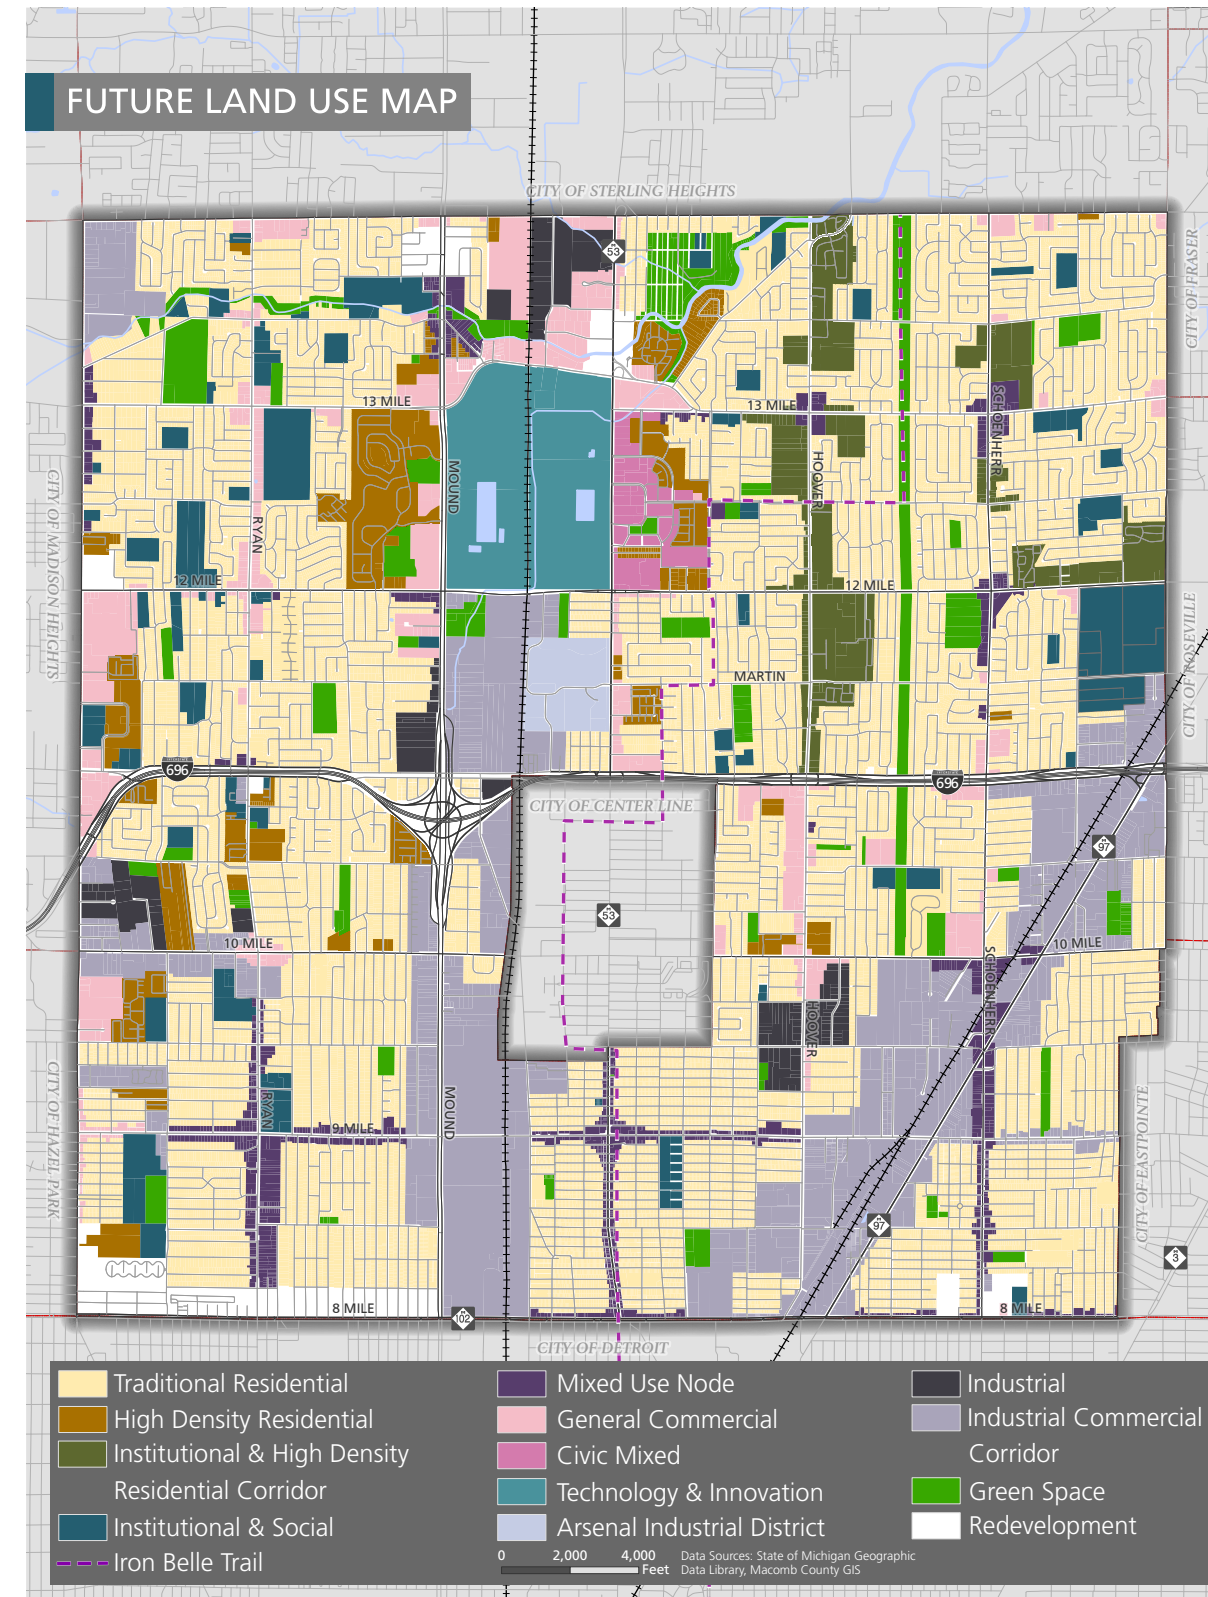 FUTURE LAND USE MAP
CITY OF STERLING HEIGHTS
53
CITY OF FRASER
13 MILE
13 MILE
SCHOENHERR
HOOVER
MOUND
CITY OF MADISON HEIGHTS
RYAN
12 MILE
12 MILE
CITY OF ROSEVILLE
MARTIN
INTERSTATE
696
696
CITY OF CENTER LINE
97
53
10 MILE
10 MILE
SCHOENHERR
HOOVER
CITY OF HAZEL PARK
RYAN
MOUND
CITY OF EASTPOINTE
9 MILE
97
3
8 MILE
8 MILE
M
102
CITY OF DETROIT
Traditional Residential
High Density Residential
Institutional & High Density
Residential Corridor
Institutional & Social
Iron Belle Trail
Mixed Use Node
General Commercial
Civic Mixed
Technology & Innovation
Arsenal Industrial District
0 2,000 4,000
Feet
Data Sources: State of Michigan Geographic
Data Library, Macomb County GIS
Industrial
Industrial Commercial
Corridor
Green Space
Redevelopment